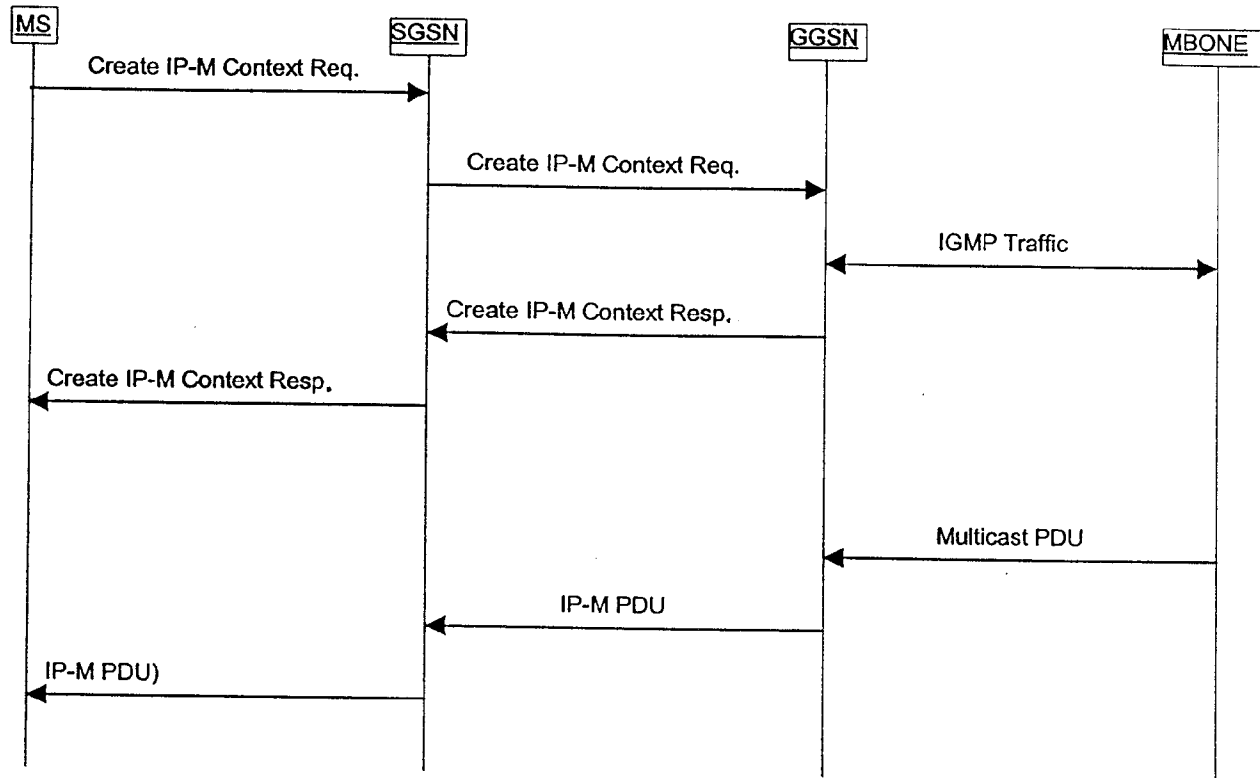 MS
SGSN
GGSN
MBONE
Create IP-M Context Req.
Create IP-M Context Req.
IGMP Traffic
Create IP-M Context Resp.
Create IP-M Context Resp.
Multicast PDU
IP-M PDU
IP-M PDU)